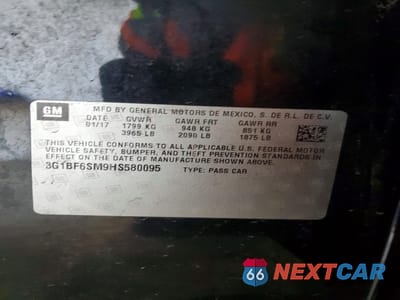 GM
MFD BY GENERAL MOTORS DE MEXICO, S. DE R.L. DE C.V.
DATE GVWR GAWR FRT GAWR RR
01/17 1799 KG 948 KG 851 KG
3965 LB 2090 LB 1875 LB
THIS VEHICLE CONFORMS TO ALL APPLICABLE U.S. FEDERAL MOTOR
VEHICLE SAFETY, BUMPER, AND THEFT PREVENTION STANDARDS
IN EFFECT ON THE DATE OF MANUFACTURE SHOWN ABOVE.
3G1BF6SM9HS580095 TYPE: PASS CAR
66 NEXTCAR